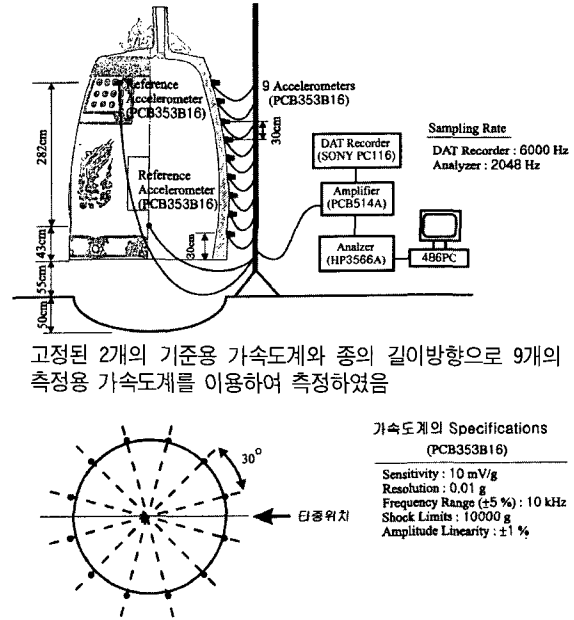 Reference
Accelerometer
(PCB353B16)
9 Accelerometers
(PCB353B16)
30cm
282cm
Reference
Accelerometer
(PCB353B16)
43cm
30cm
55cm
50cm
DAT Recorder
(SONY PC116)
Amplifier
(PCB514A)
Analzer
(HP3566A)
486PC
Sampling Rate
DAT Recorder : 6000 Hz
Analyzer : 2048 Hz
고정된 2개의 기준용 가속도계와 종의 길이방향으로 9개의
측정용 가속도계를 이용하여 측정하였음
30°
타종위치
가속도계의 Specifications
(PCB353B16)
Sensitivity : 10 mV/g
Resolution : 0.01 g
Frequency Range (±5 %) : 10 kHz
Shock Limits : 10000 g
Amplitude Linearity : ±1 %